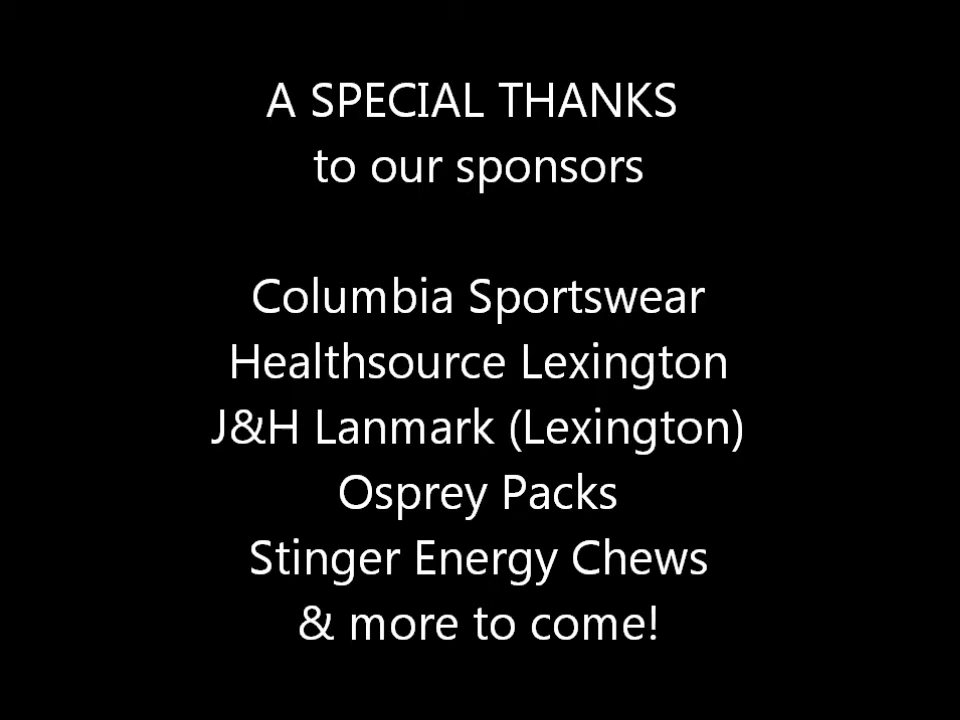 A SPECIAL THANKS
to our sponsors
Columbia Sportswear
Healthsource Lexington
J&H Lanmark (Lexington)
Osprey Packs
Stinger Energy Chews
& more to come!